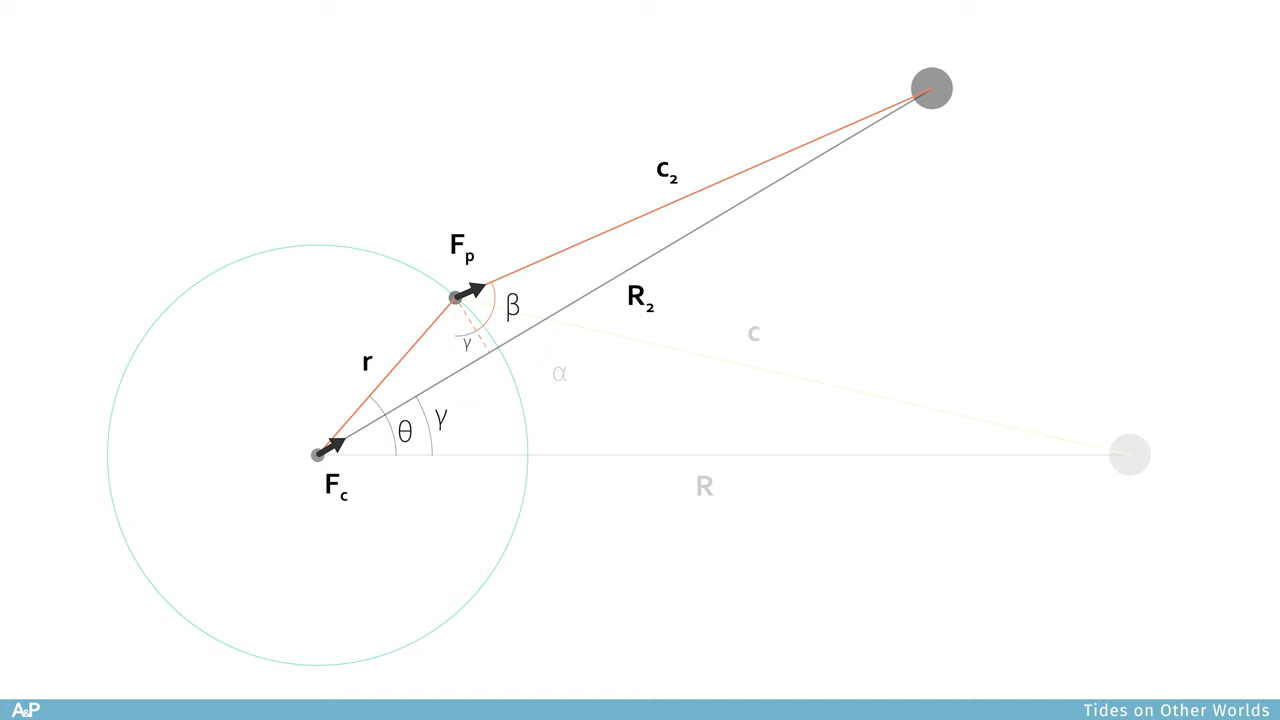 c₂
Fₚ
R₂
β
c
γ
r
α
γ
θ
F꜀
R
A&P
Tides on Other Worlds